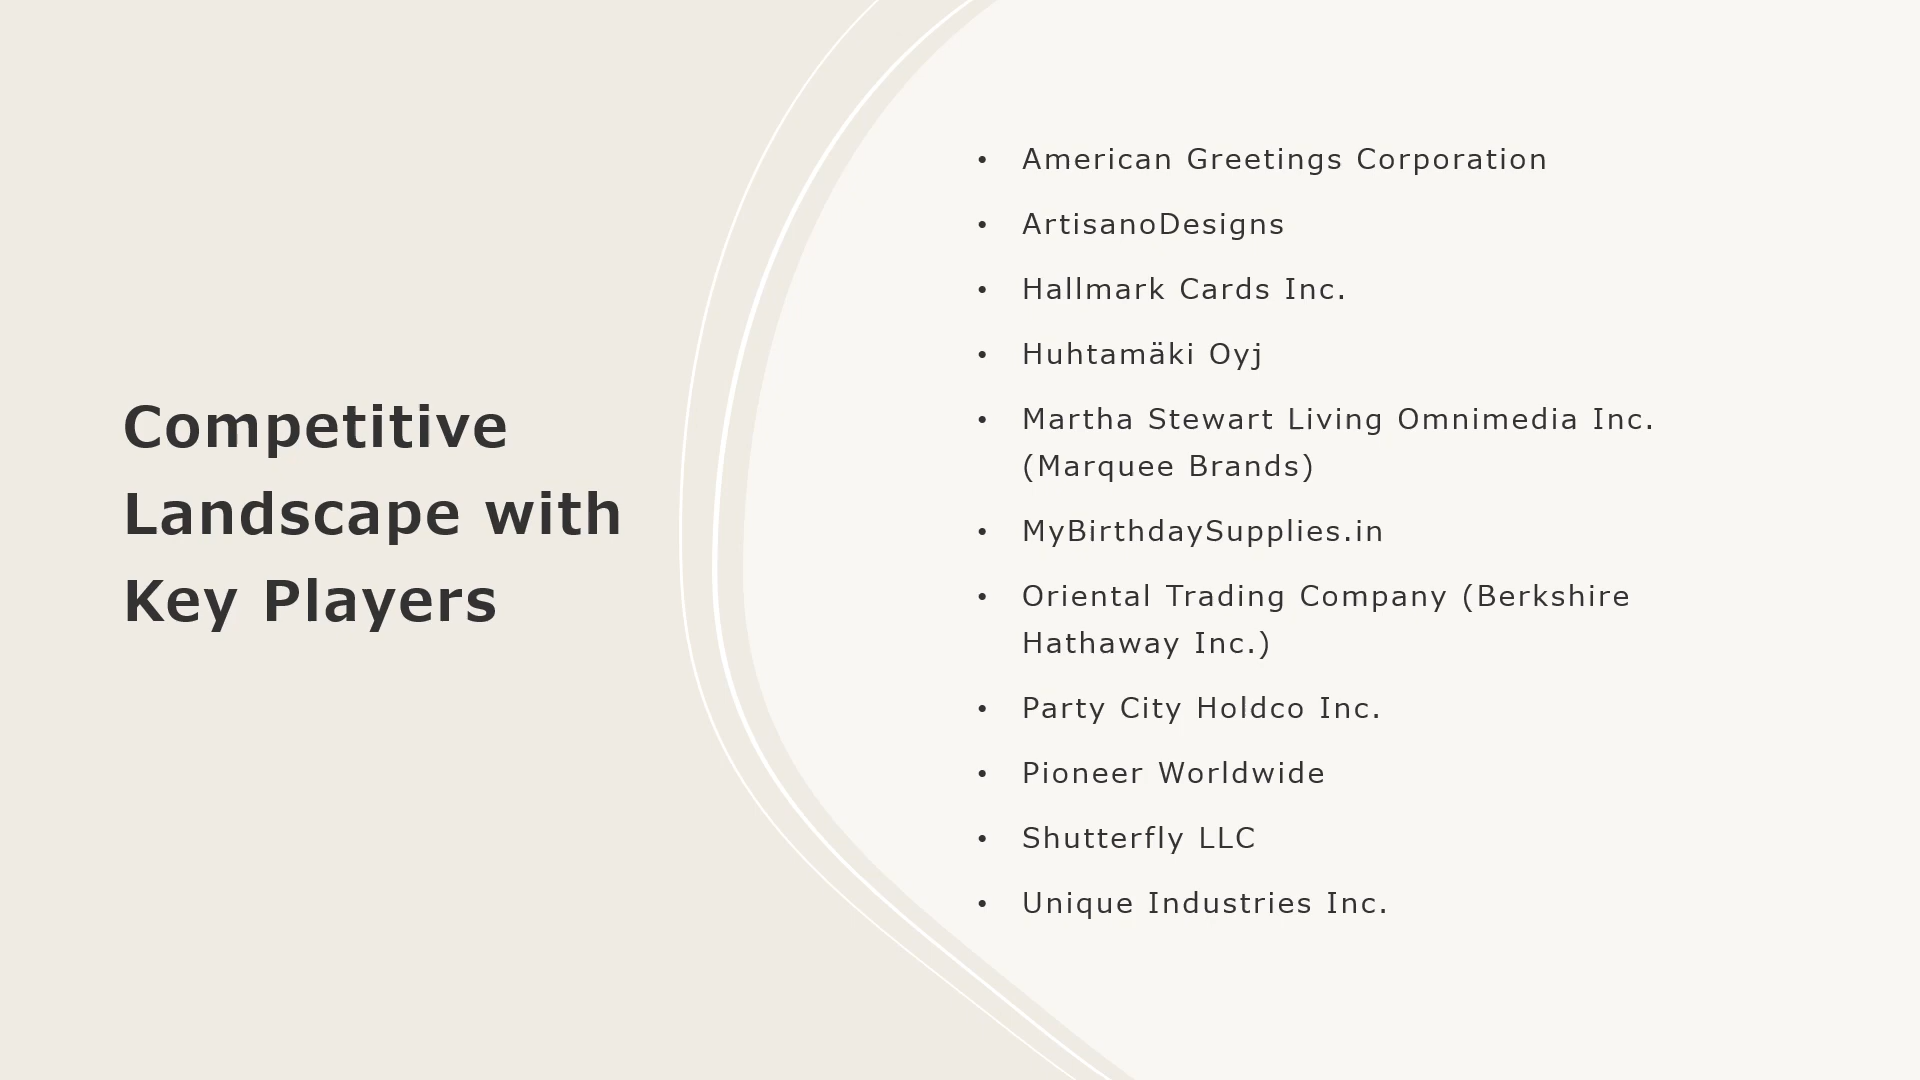 Competitive
Landscape with
Key Players
• American Greetings Corporation
• ArtisanoDesigns
• Hallmark Cards Inc.
• Huhtamäki Oyj
• Martha Stewart Living Omnimedia Inc.
(Marquee Brands)
• MyBirthdaySupplies.in
• Oriental Trading Company (Berkshire
Hathaway Inc.)
• Party City Holdco Inc.
• Pioneer Worldwide
• Shutterfly LLC
• Unique Industries Inc.